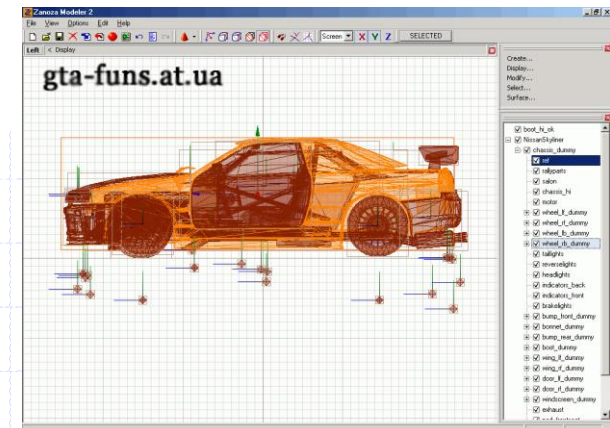 Zanoza Modeler 2
File View Options Edit Help
Screen X Y Z SELECTED
Left < Display
gta-funs.at.ua
Create...
Display...
Modify...
Select...
Surface...
boot_hi_ok
NissanSkyliner
chassis_dummy
ssf
rallyparts
salon
chassis_hi
motor
wheel_lf_dummy
wheel_rf_dummy
wheel_lb_dummy
wheel_rb_dummy
taillights
reverselights
headlights
indicators_back
indicators_front
brakelights
bump_front_dummy
bonnet_dummy
bump_rear_dummy
boot_dummy
wing_lf_dummy
wing_rf_dummy
door_lf_dummy
door_rf_dummy
windscreen_dummy
exhaust